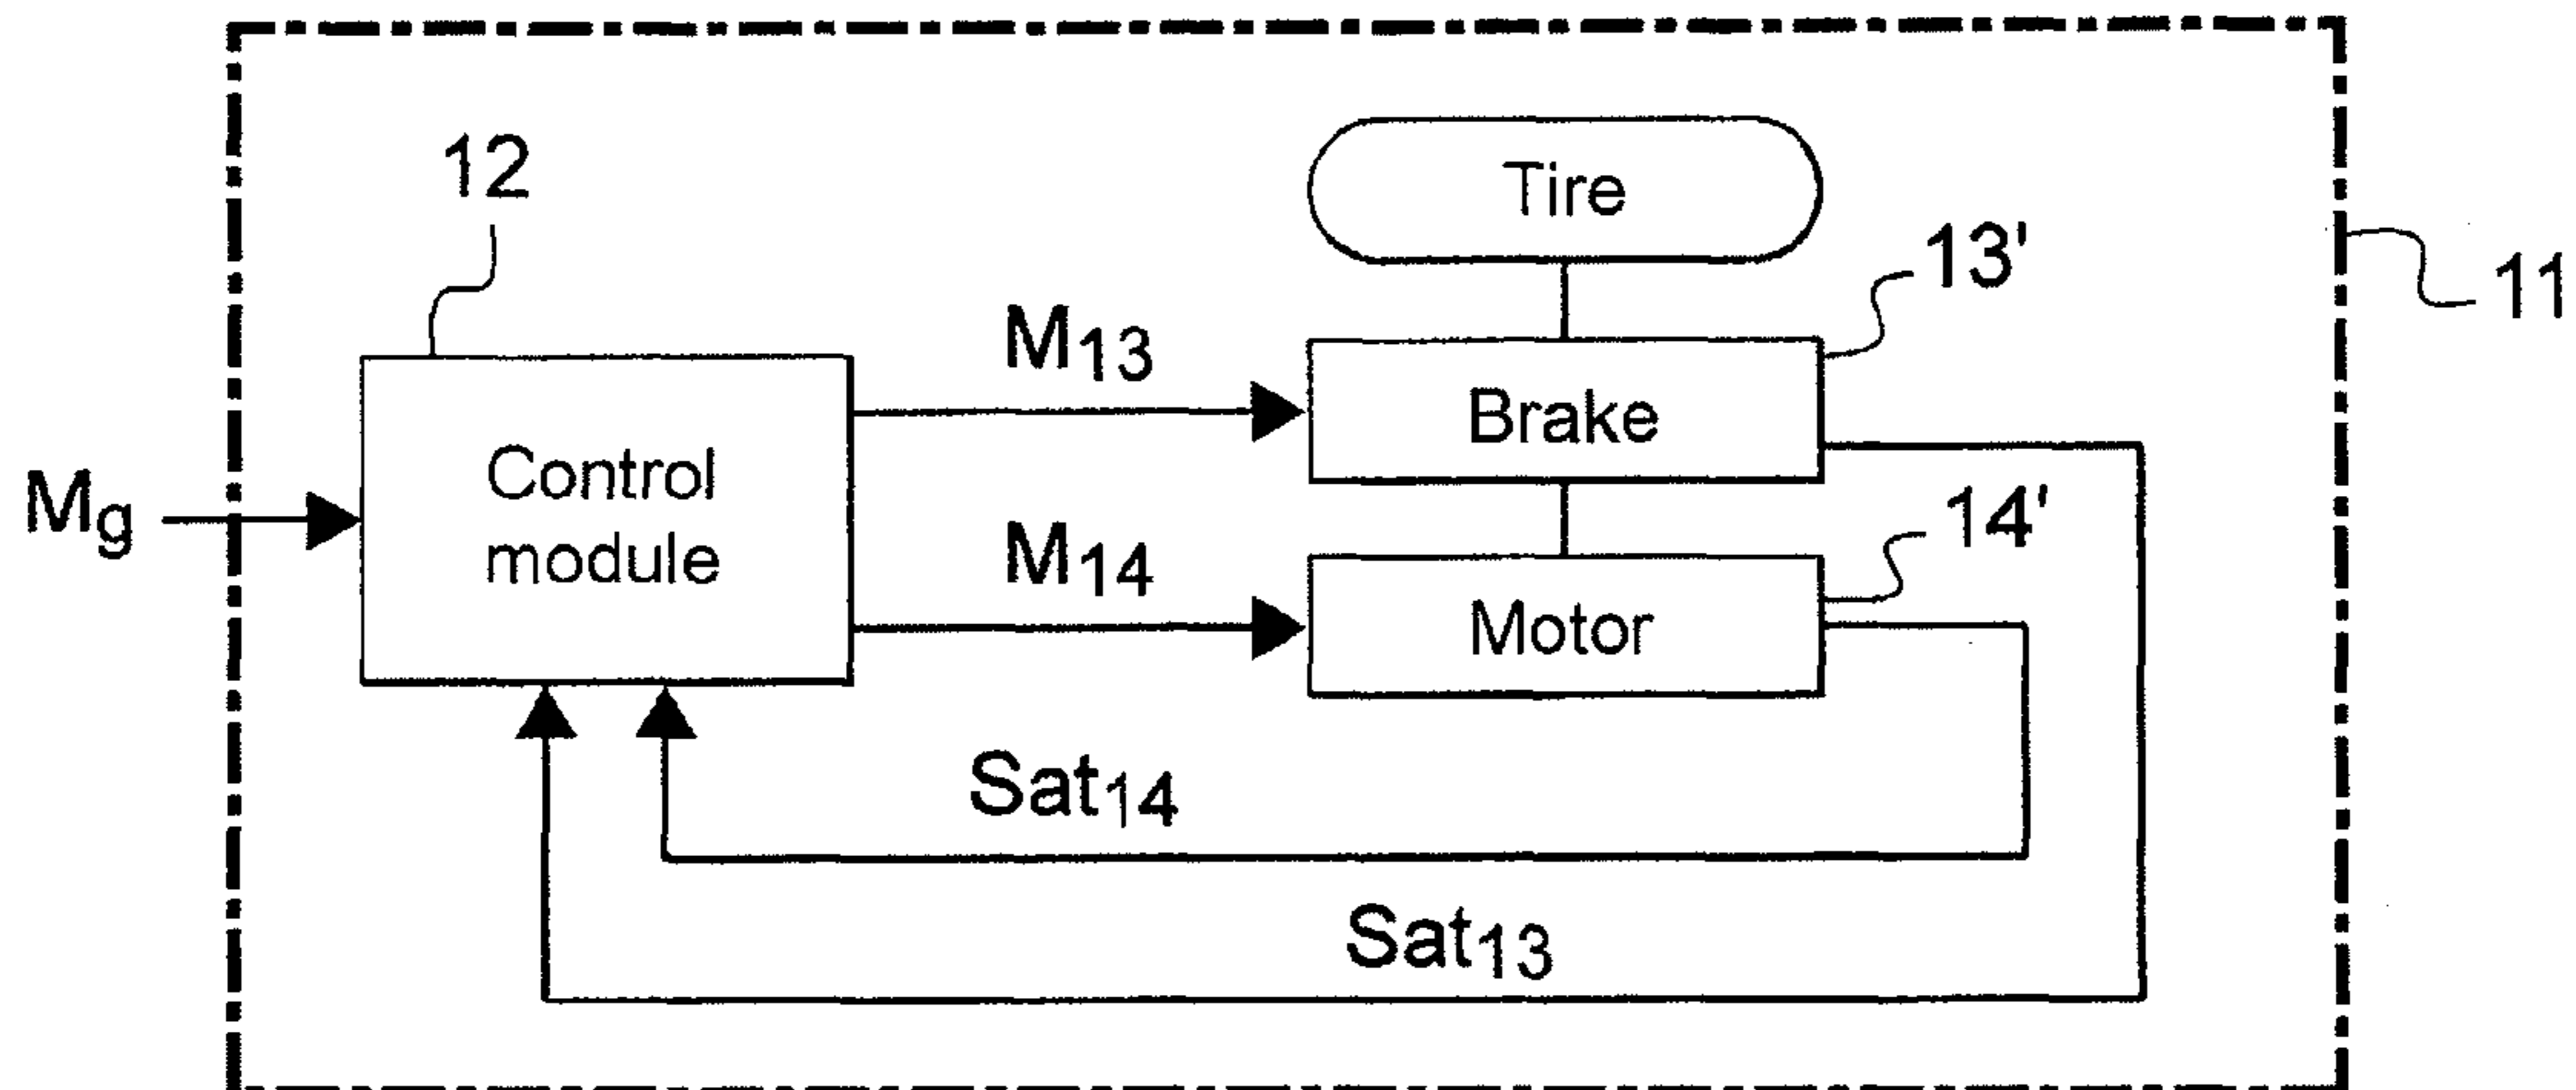 12
Tire
13'
11
M13
Brake
Control
module
Mg
14'
M14
Motor
Sat14
Sat13